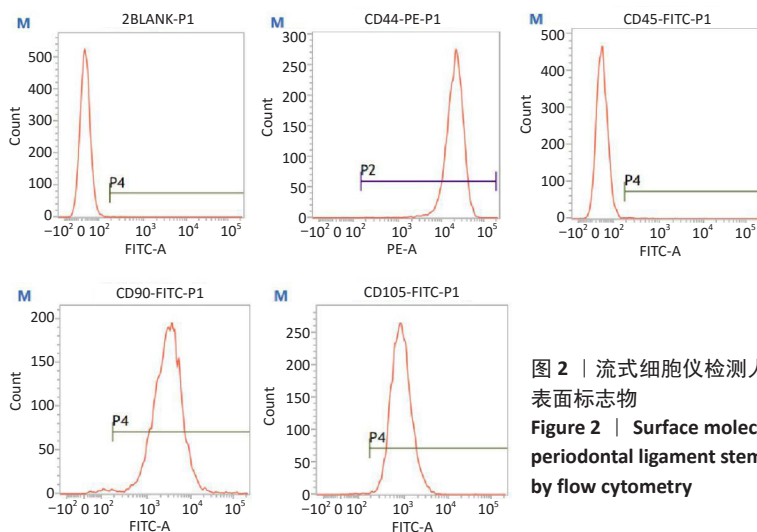 M
2BLANK-P1
Count
500
400
300
200
100
0
P4
−10² 0 10² 10³ 10⁴ 10⁵
FITC-A
CD44-PE-P1
Count
300
250
200
150
100
50
0
P2
−10² 0 10² 10³ 10⁴ 10⁵
PE-A
M
CD45-FITC-P1
Count
500
400
300
200
100
0
P4
−10² 0 10² 10³ 10⁴ 10⁵
FITC-A
M
CD90-FITC-P1
Count
200
150
100
50
0
P4
−10² 0 10² 10³ 10⁴ 10⁵
FITC-A
M
CD105-FITC-P1
Count
250
200
150
100
50
0
P4
−10² 0 10² 10³ 10⁴ 10⁵
FITC-A
图 2 ｜流式细胞仪检测人
表面标志物
Figure 2 ｜ Surface molec
periodontal ligament stem
by flow cytometry